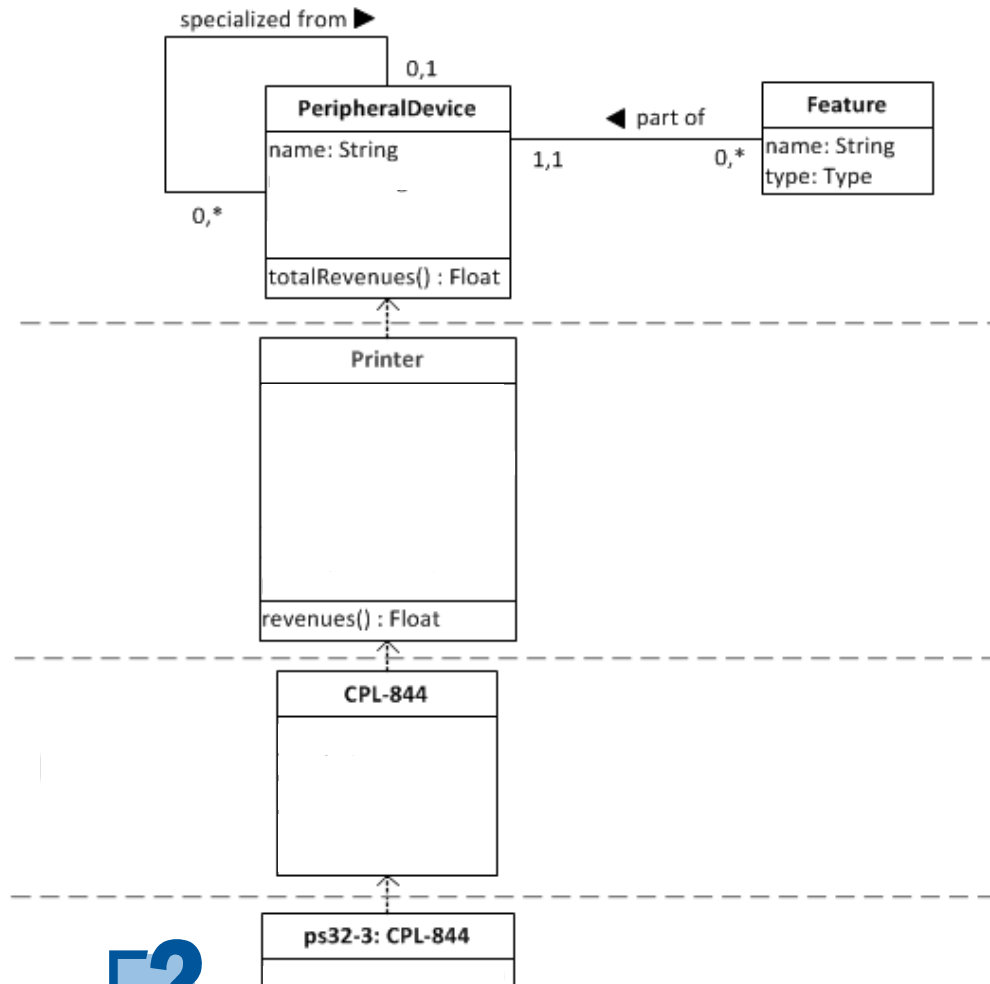 specialized from ▶
0,1
PeripheralDevice
name: String
totalRevenues() : Float
0,*
◀ part of
1,1
0,*
Feature
name: String
type: Type
Printer
revenues() : Float
CPL-844
ps32-3: CPL-844